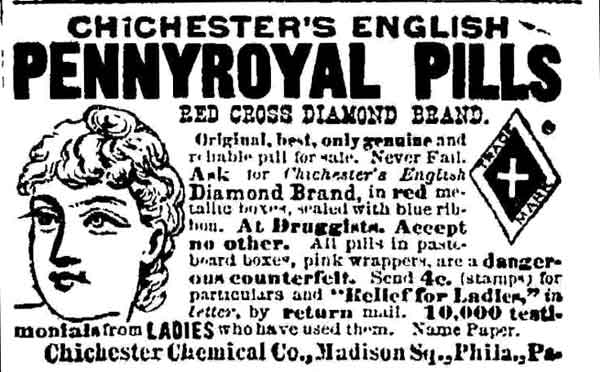 CHICHESTER'S ENGLISH
PENNYROYAL PILLS
RED CROSS DIAMOND BRAND.
Original, best, only genuine and
reliable pill for sale. Never Fail.
Ask for Chichester's English
Diamond Brand, in red me-
tallic boxes, sealed with blue rib-
bon. At Druggists. Accept
no other. All pills in paste-
board boxes, pink wrappers, are a danger-
ous counterfeit. Send 4c. (stamps) for
particulars and "Relief for Ladies," in
letter, by return mail. 10,000 testi-
monials from LADIES who have used them. Name Paper.
Chichester Chemical Co., Madison Sq., Phila., Pa.
TRADE
MARK